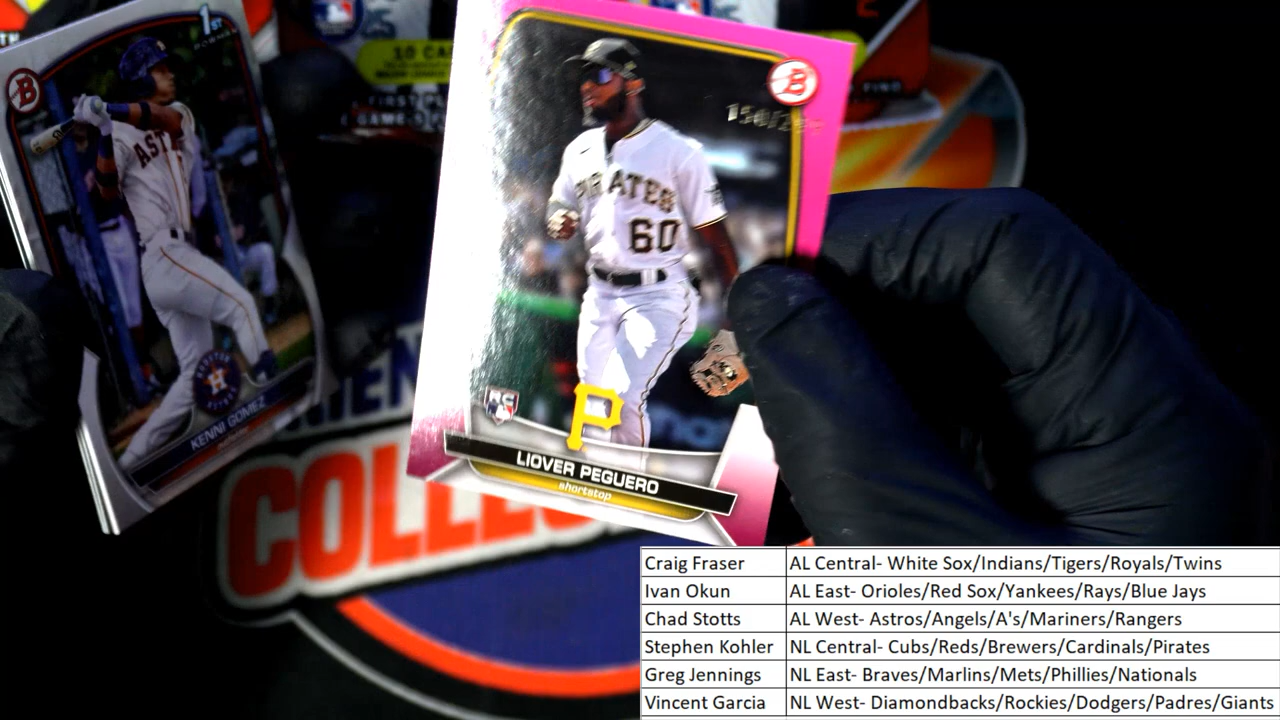 1ST
BOWMAN
B
AST
KENNI GOMEZ
10 CA
B
PIRATES
60
RC
P
LIOVER PEGUERO
shortstop
COLLE
Craig Fraser AL Central- White Sox/Indians/Tigers/Royals/Twins
Ivan Okun AL East- Orioles/Red Sox/Yankees/Rays/Blue Jays
Chad Stotts AL West- Astros/Angels/A's/Mariners/Rangers
Stephen Kohler NL Central- Cubs/Reds/Brewers/Cardinals/Pirates
Greg Jennings NL East- Braves/Marlins/Mets/Phillies/Nationals
Vincent Garcia NL West- Diamondbacks/Rockies/Dodgers/Padres/Giants